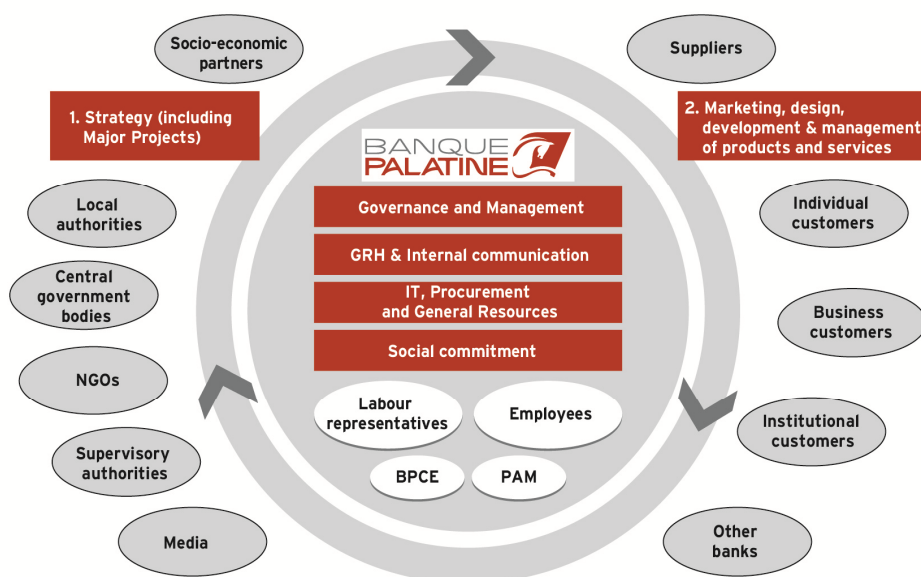 Socio-economic
partners
Suppliers
1. Strategy (including
Major Projects)
2. Marketing, design,
development & management
of products and services
BANQUE
PALATINE
Governance and Management
GRH & Internal communication
IT, Procurement
and General Resources
Social commitment
Labour
representatives
Employees
BPCE
PAM
Local
authorities
Central
government
bodies
NGOs
Supervisory
authorities
Media
Individual
customers
Business
customers
Institutional
customers
Other
banks